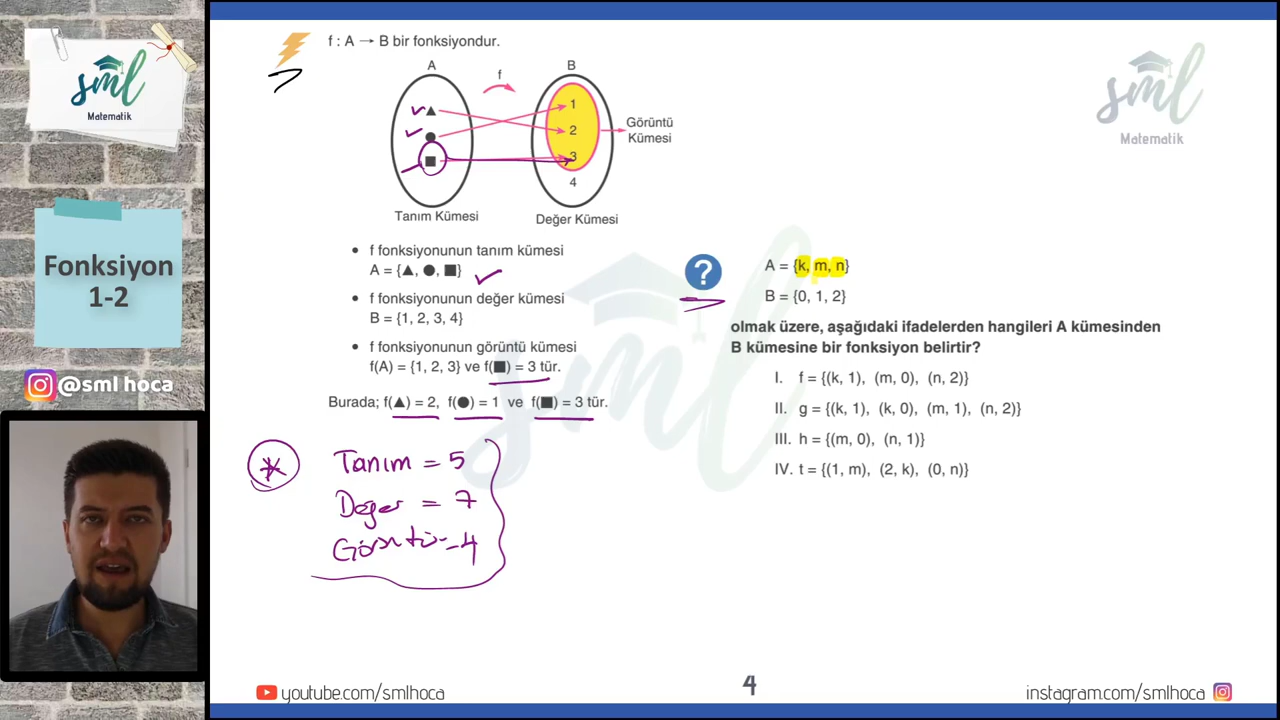 sml
Matematik
Fonksiyon
1-2
@sml hoca
f : A → B bir fonksiyondur.
A
f
B
▲
●
■
1
2
3
4
Görüntü
Kümesi
Tanım Kümesi
Değer Kümesi
• f fonksiyonunun tanım kümesi
A = {▲, ●, ■}
• f fonksiyonunun değer kümesi
B = {1, 2, 3, 4}
• f fonksiyonunun görüntü kümesi
f(A) = {1, 2, 3} ve f(■) = 3 tür.
Burada; f(▲) = 2, f(●) = 1 ve f(■) = 3 tür.
Tanım = 5
Değer = 7
Görüntü - 4
sml
Matematik
sml
?
A = {k, m, n}
B = {0, 1, 2}
olmak üzere, aşağıdaki ifadelerden hangileri A kümesinden
B kümesine bir fonksiyon belirtir?
I. f = {(k, 1), (m, 0), (n, 2)}
II. g = {(k, 1), (k, 0), (m, 1), (n, 2)}
III. h = {(m, 0), (n, 1)}
IV. t = {(1, m), (2, k), (0, n)}
youtube.com/smlhoca
4
instagram.com/smlhoca